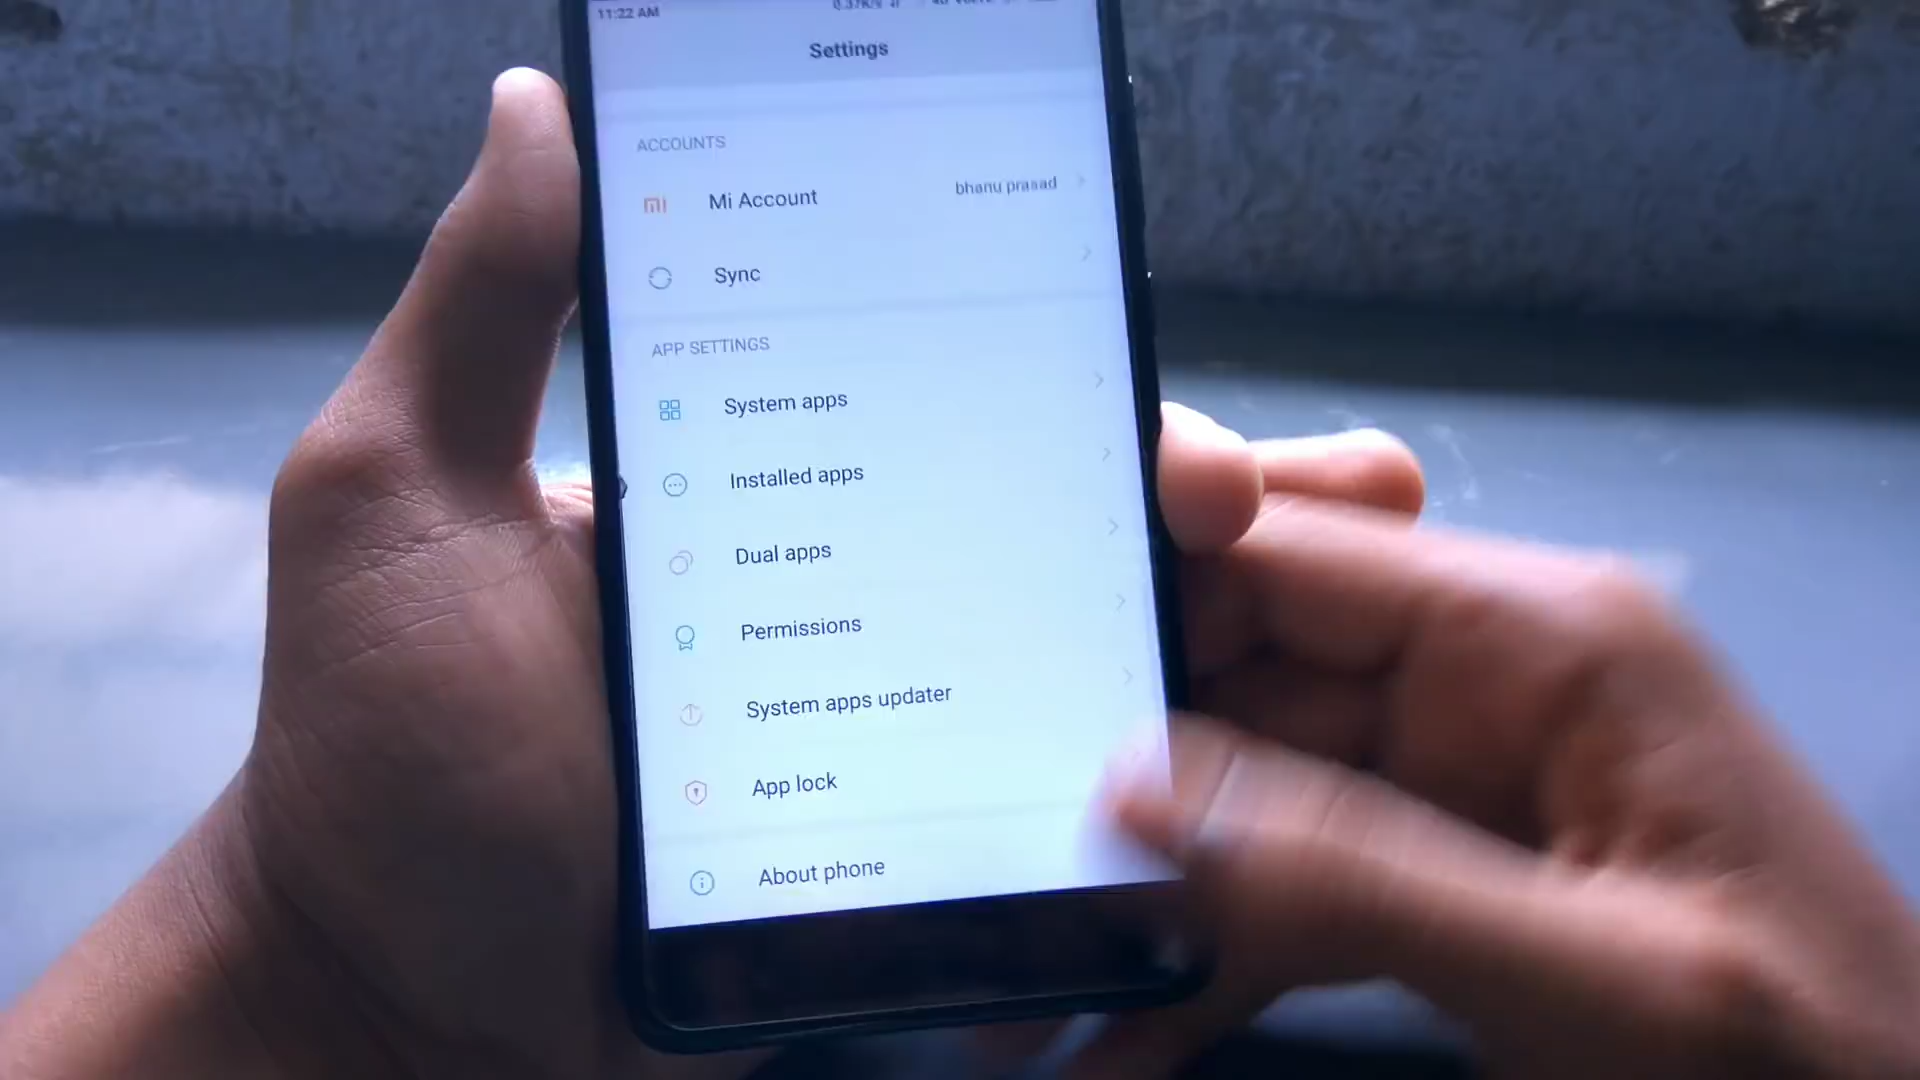 11:22 AM
Settings
ACCOUNTS
mi Mi Account bhanu prasad
Sync
APP SETTINGS
System apps
Installed apps
Dual apps
Permissions
System apps updater
App lock
About phone